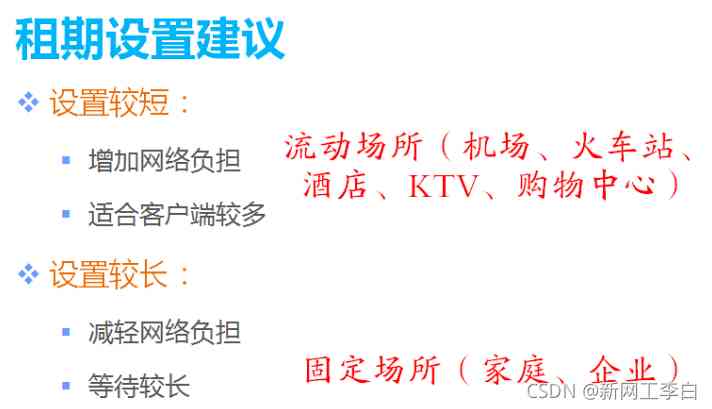 租期设置建议
设置较短：
增加网络负担
流动场所（机场、火车站、
酒店、KTV、购物中心）
适合客户端较多
设置较长：
减轻网络负担
固定场所（家庭、企业）
等待较长
CSDN @新网工李白